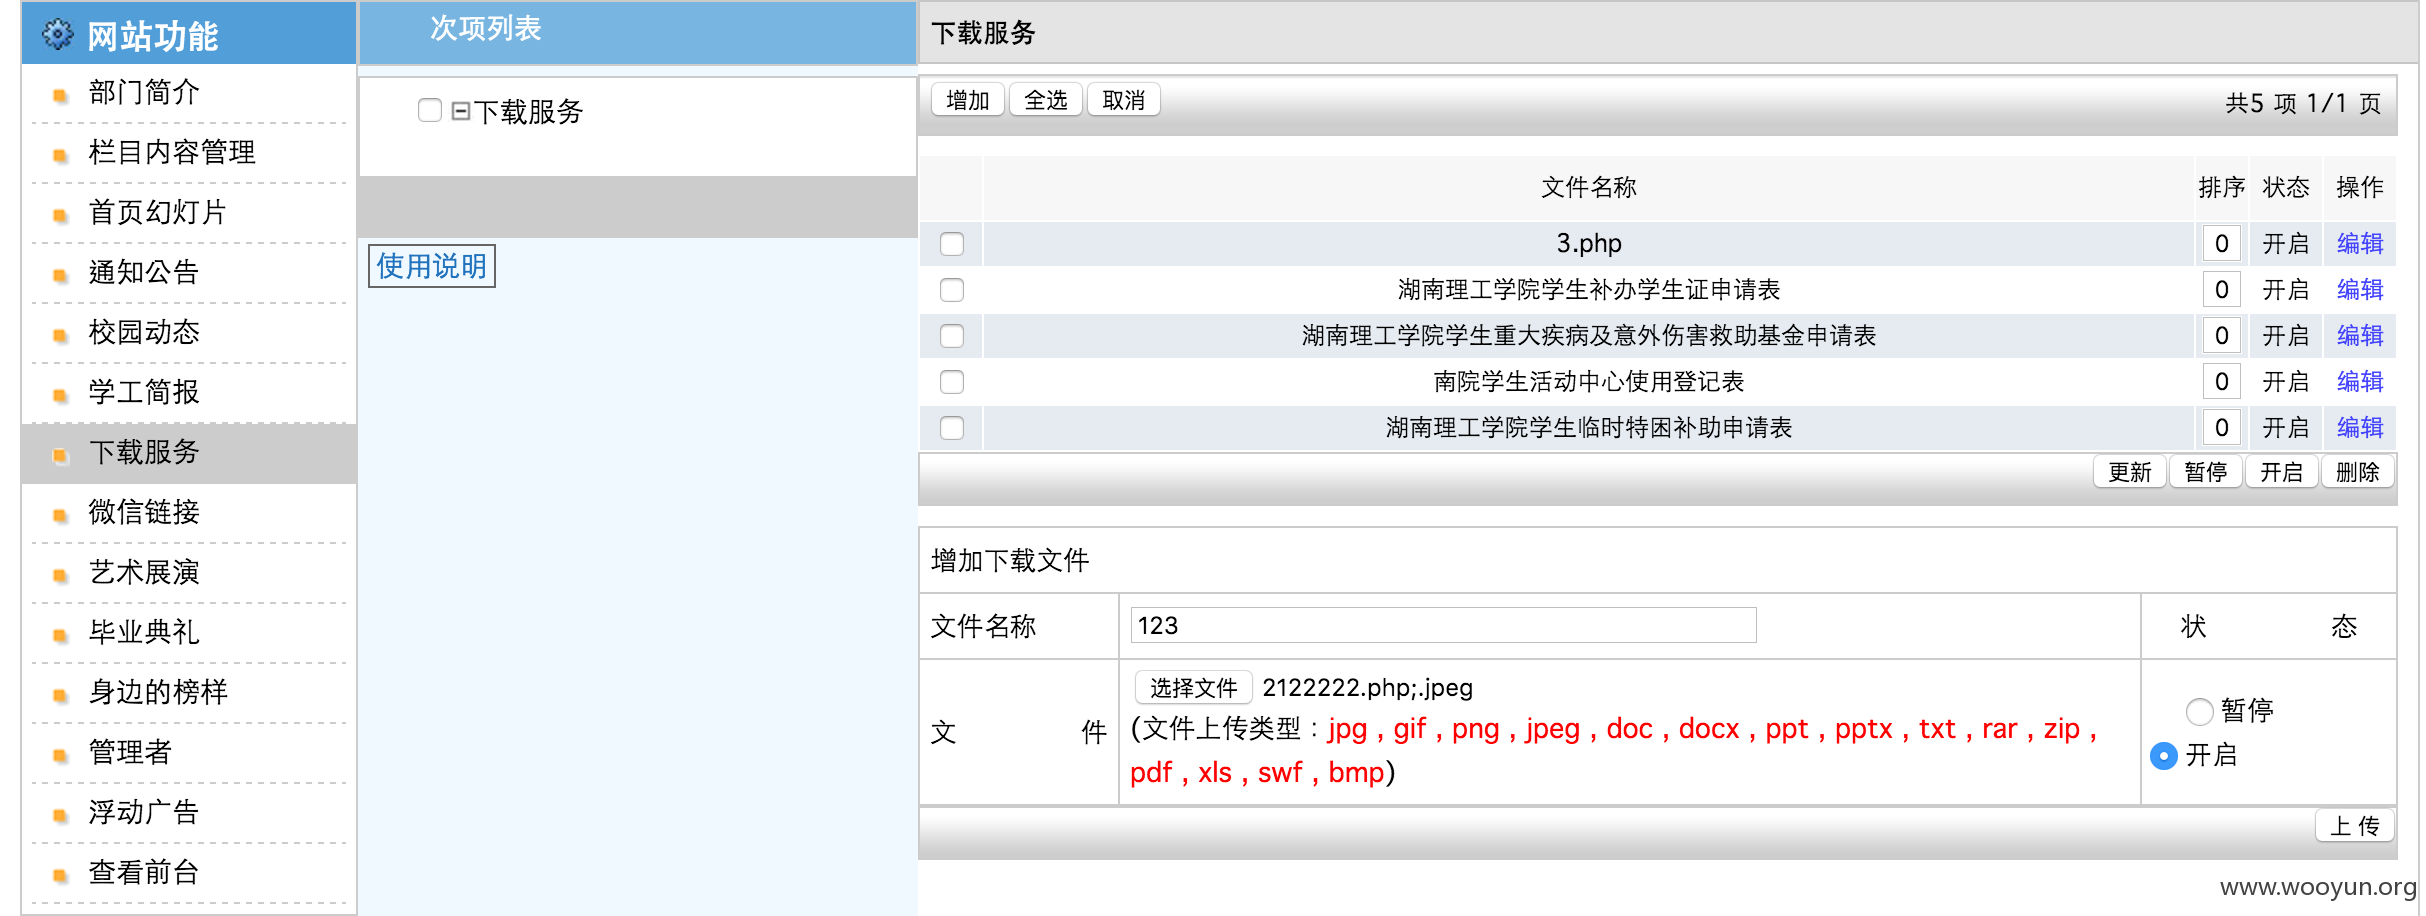 网站功能
部门简介
栏目内容管理
首页幻灯片
通知公告
校园动态
学工简报
下载服务
微信链接
艺术展演
毕业典礼
身边的榜样
管理者
浮动广告
查看前台
次项列表
下载服务
使用说明
下载服务
增加 全选 取消 共5 项 1/1 页
文件名称 排序 状态 操作
3.php 0 开启 编辑
湖南理工学院学生补办学生证申请表 0 开启 编辑
湖南理工学院学生重大疾病及意外伤害救助基金申请表 0 开启 编辑
南院学生活动中心使用登记表 0 开启 编辑
湖南理工学院学生临时特困补助申请表 0 开启 编辑
更新 暂停 开启 删除
增加下载文件
文件名称 123 状 态
选择文件 2122222.php;.jpeg
文 件 (文件上传类型：jpg , gif , png , jpeg , doc , docx , ppt , pptx , txt , rar , zip ,
pdf , xls , swf , bmp)
暂停
开启
上 传
www.wooyun.org